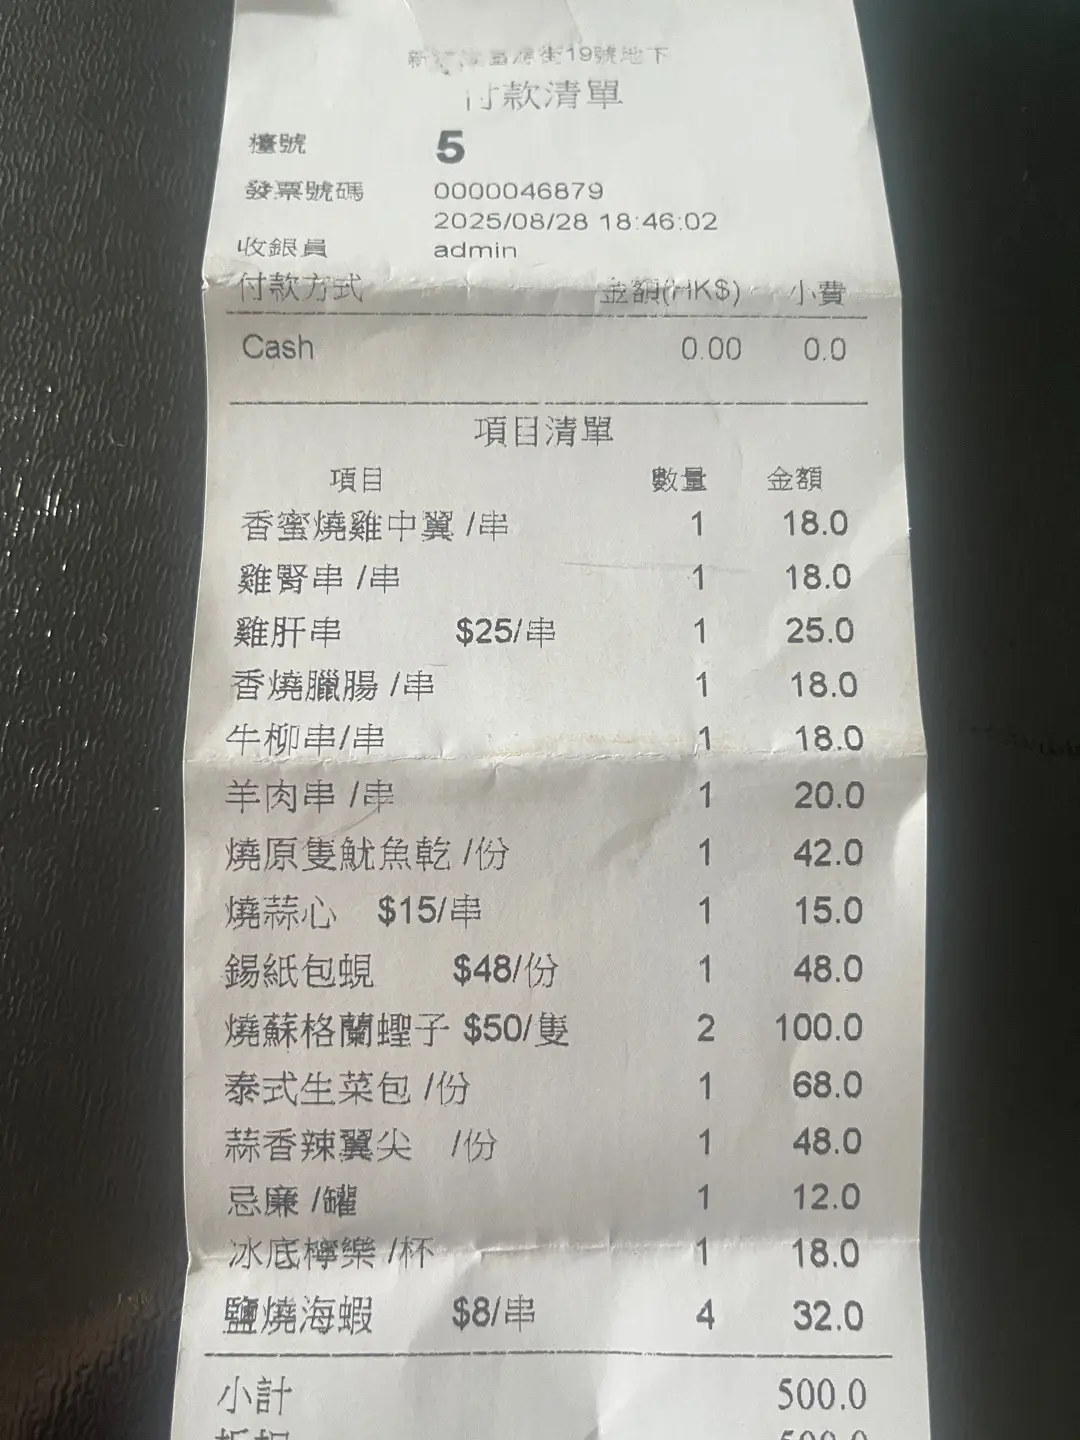 新 街19號地下
付款清單
檯號 5
發票號碼 0000046879
2025/08/28 18:46:02
收銀員 admin
付款方式 金額(HK$) 小費
Cash 0.00 0.0
項目清單
項目 數量 金額
香蜜燒雞中翼 /串 1 18.0
雞腎串 /串 1 18.0
雞肝串 $25/串 1 25.0
香燒臘腸 /串 1 18.0
牛柳串/串 1 18.0
羊肉串 /串 1 20.0
燒原隻魷魚乾 /份 1 42.0
燒蒜心 $15/串 1 15.0
錫紙包蜆 $48/份 1 48.0
燒蘇格蘭蟶子 $50/隻 2 100.0
泰式生菜包 /份 1 68.0
蒜香辣翼尖 /份 1 48.0
忌廉 /罐 1 12.0
冰底檸樂 /杯 1 18.0
鹽燒海蝦 $8/串 4 32.0
小計 500.0